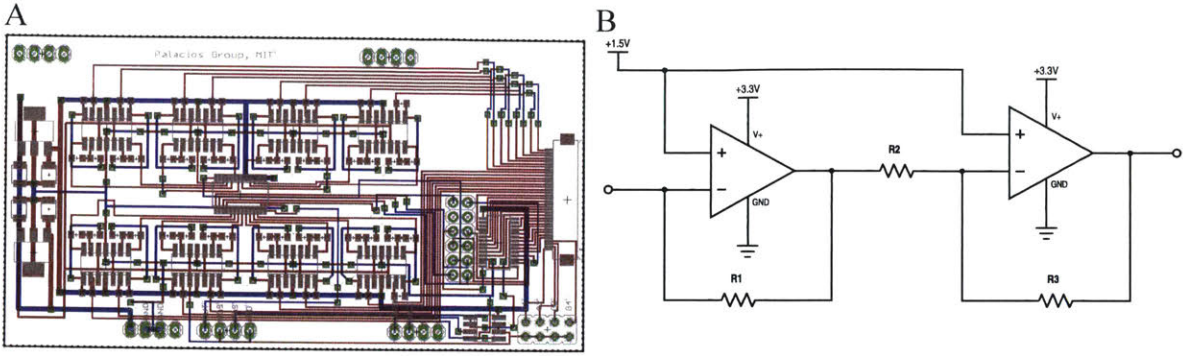 A
B
Palacios Group, MIT
+1.5V
+3.3V
+3.3V
V+
V+
+
+
R2
−
−
GND
GND
R1
R3